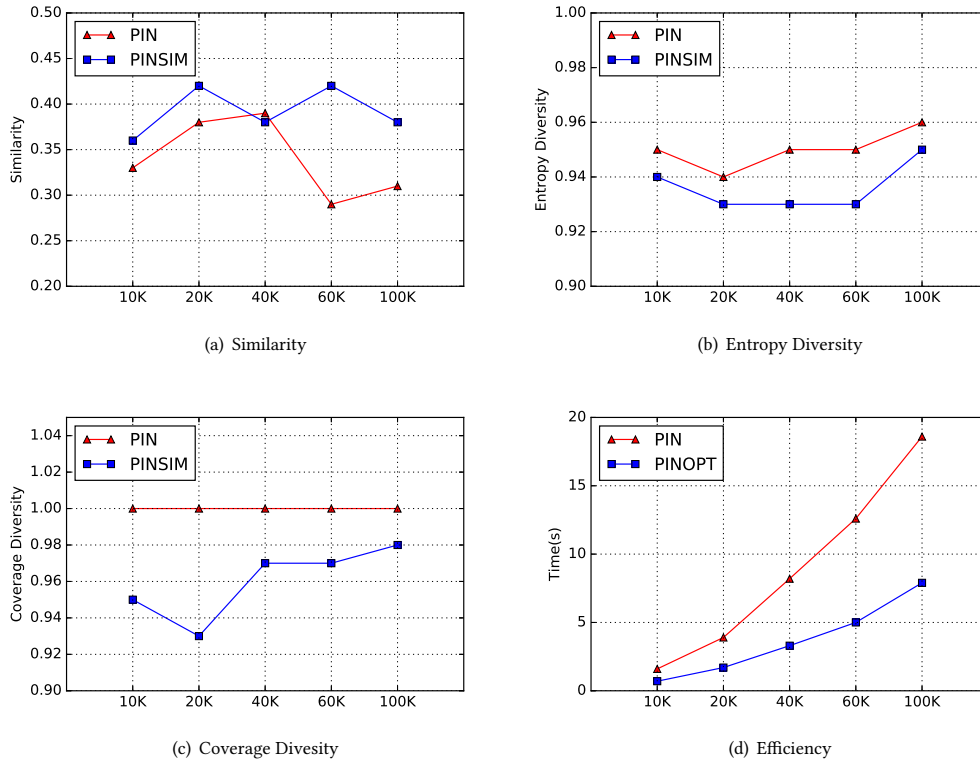 0.50
0.45
0.40
0.35
0.30
0.25
0.20
Similarity
PIN
PINSIM
10K 20K 40K 60K 100K
(a) Similarity
1.00
0.98
0.96
0.94
0.92
0.90
Entropy Diversity
PIN
PINSIM
10K 20K 40K 60K 100K
(b) Entropy Diversity
1.04
1.02
1.00
0.98
0.96
0.94
0.92
0.90
Coverage Diversity
PIN
PINSIM
10K 20K 40K 60K 100K
(c) Coverage Divesity
20
15
10
5
0
Time(s)
PIN
PINOPT
10K 20K 40K 60K 100K
(d) Efficiency